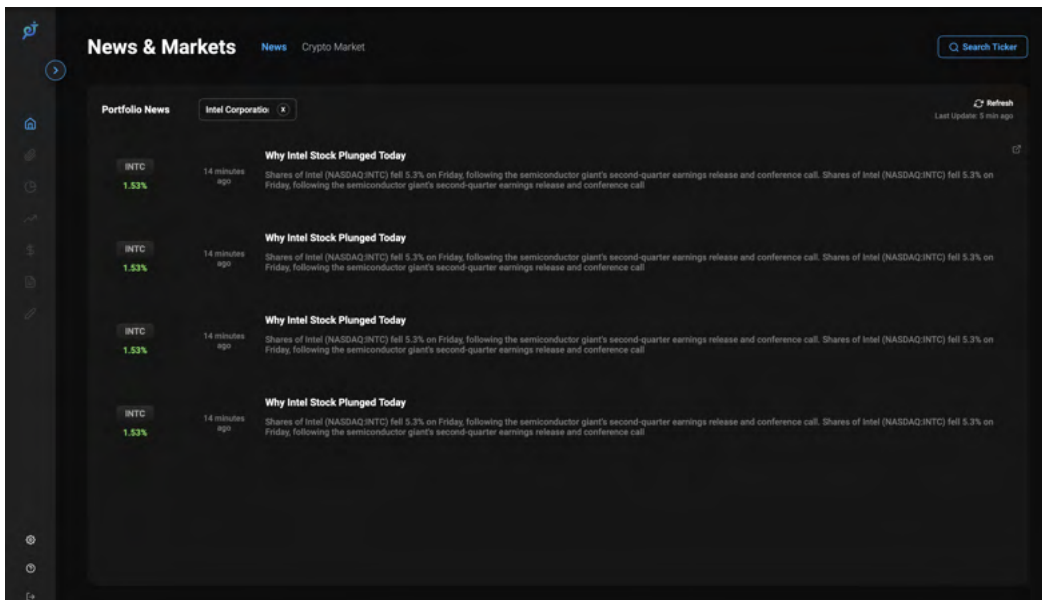 News & Markets News Crypto Market Search Ticker
Portfolio News Intel Corporatio x Refresh
Last Update: 5 min ago
INTC
1.53%
14 minutes
ago
Why Intel Stock Plunged Today
Shares of Intel (NASDAQ:INTC) fell 5.3% on Friday, following the semiconductor giant's second-quarter earnings release and conference call. Shares of Intel (NASDAQ:INTC) fell 5.3% on
Friday, following the semiconductor giant's second-quarter earnings release and conference call
INTC
1.53%
14 minutes
ago
Why Intel Stock Plunged Today
Shares of Intel (NASDAQ:INTC) fell 5.3% on Friday, following the semiconductor giant's second-quarter earnings release and conference call. Shares of Intel (NASDAQ:INTC) fell 5.3% on
Friday, following the semiconductor giant's second-quarter earnings release and conference call
INTC
1.53%
14 minutes
ago
Why Intel Stock Plunged Today
Shares of Intel (NASDAQ:INTC) fell 5.3% on Friday, following the semiconductor giant's second-quarter earnings release and conference call. Shares of Intel (NASDAQ:INTC) fell 5.3% on
Friday, following the semiconductor giant's second-quarter earnings release and conference call
INTC
1.53%
14 minutes
ago
Why Intel Stock Plunged Today
Shares of Intel (NASDAQ:INTC) fell 5.3% on Friday, following the semiconductor giant's second-quarter earnings release and conference call. Shares of Intel (NASDAQ:INTC) fell 5.3% on
Friday, following the semiconductor giant's second-quarter earnings release and conference call